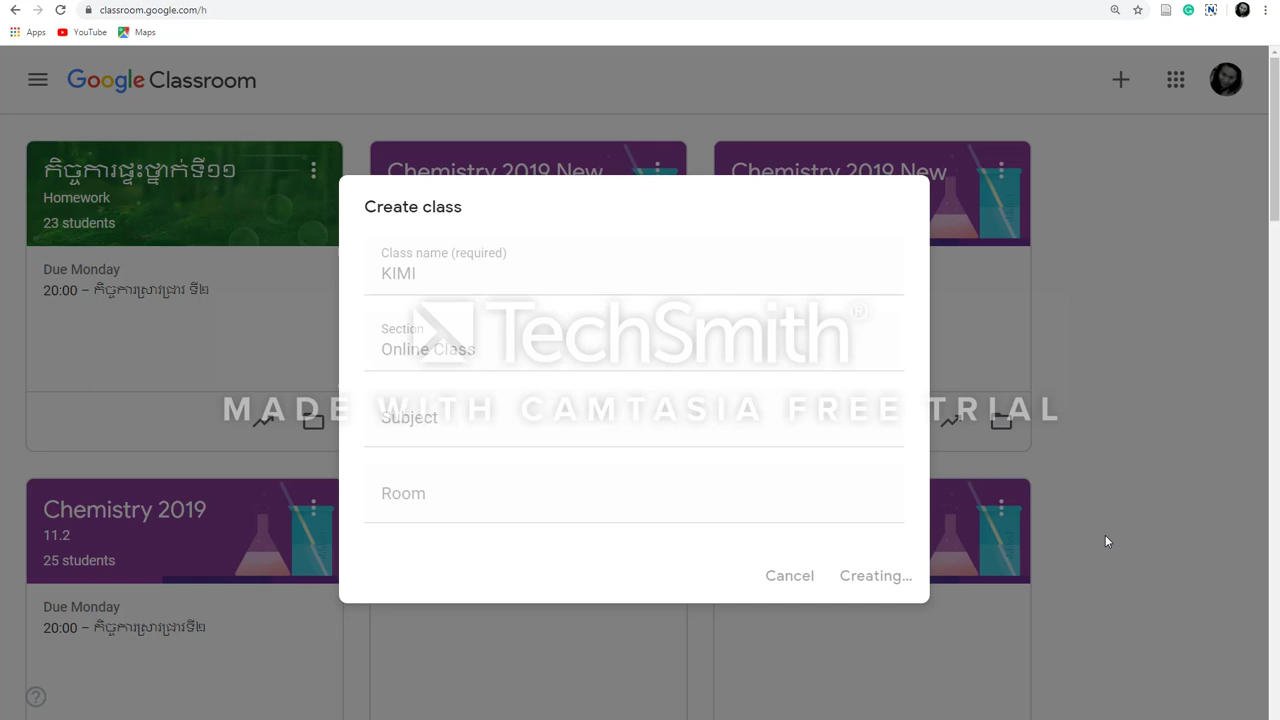 classroom.google.com/h
Apps
YouTube
Maps
Google Classroom
កិច្ចការផ្ទះថ្នាក់ទី១១
Homework
23 students
Due Monday
20:00 – កិច្ចការស្រាវជ្រាវ ទី២
Chemistry 2019 New
Chemistry 2019 New
Create class
Class name (required)
KIMI
Section
Online Class
Subject
Room
Cancel
Creating...
TechSmith®
MADE WITH CAMTASIA FREE TRIAL
Chemistry 2019
11.2
25 students
Due Monday
20:00 – កិច្ចការស្រាវជ្រាវទី២